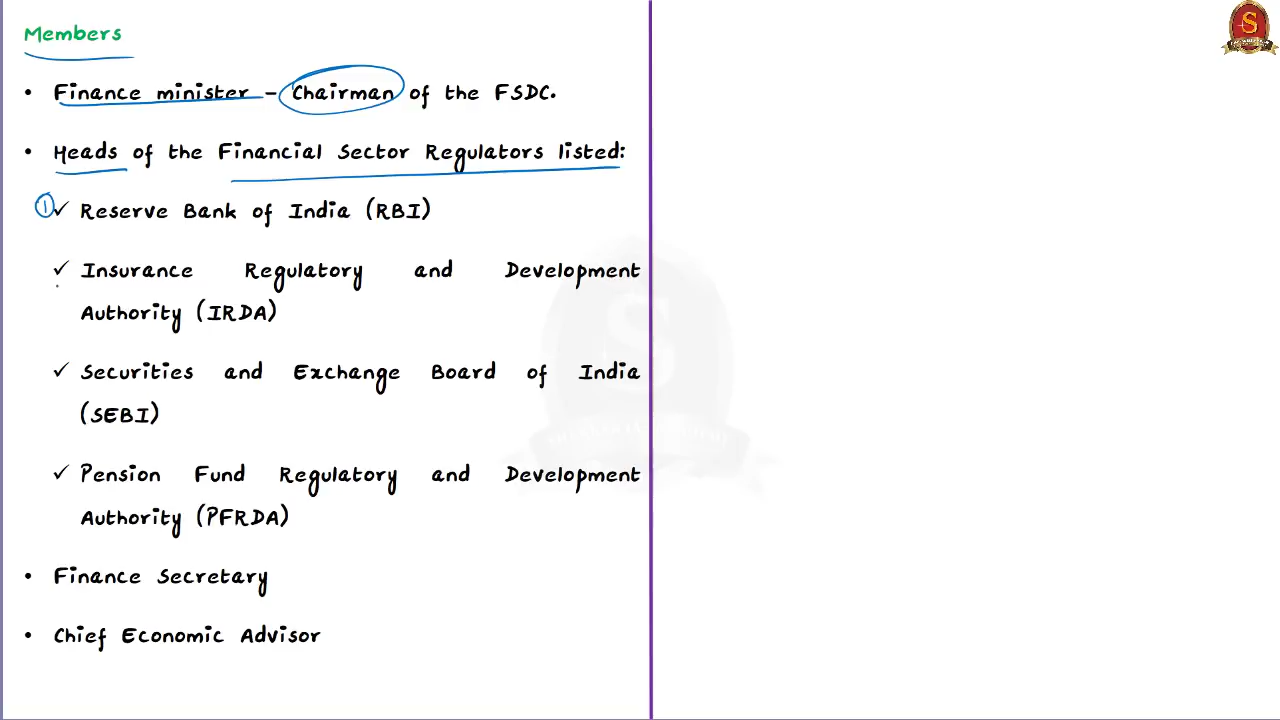 Members
• Finance minister – Chairman of the FSDC.
• Heads of the Financial Sector Regulators listed:
① ✓ Reserve Bank of India (RBI)
✓ Insurance Regulatory and Development
Authority (IRDA)
✓ Securities and Exchange Board of India
(SEBI)
✓ Pension Fund Regulatory and Development
Authority (PFRDA)
• Finance Secretary
• Chief Economic Advisor
S